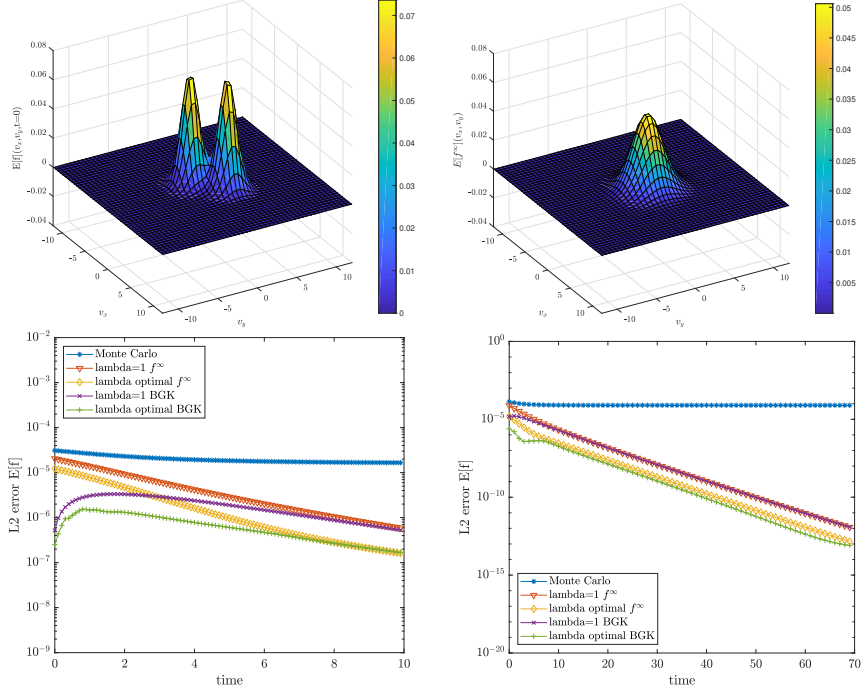 0.08
0.06
0.04
0.02
0
-0.02
-0.04
E[f](v_x,v_y,t=0)
-10
-5
0
5
10
v_x
-10
-5
0
5
10
v_y
0.07
0.06
0.05
0.04
0.03
0.02
0.01
0
0.08
0.06
0.04
0.02
0
-0.02
-0.04
E[f^∞](v_x,v_y)
-10
-5
0
5
10
v_x
-10
-5
0
5
10
v_y
0.05
0.045
0.04
0.035
0.03
0.025
0.02
0.015
0.01
0.005
10^-2
10^-3
10^-4
10^-5
10^-6
10^-7
10^-8
10^-9
L2 error E[f]
Monte Carlo
lambda=1 f^∞
lambda optimal f^∞
lambda=1 BGK
lambda optimal BGK
0 2 4 6 8 10
time
10^0
10^-5
10^-10
10^-15
10^-20
L2 error E[f]
Monte Carlo
lambda=1 f^∞
lambda optimal f^∞
lambda=1 BGK
lambda optimal BGK
0 10 20 30 40 50 60 70
time